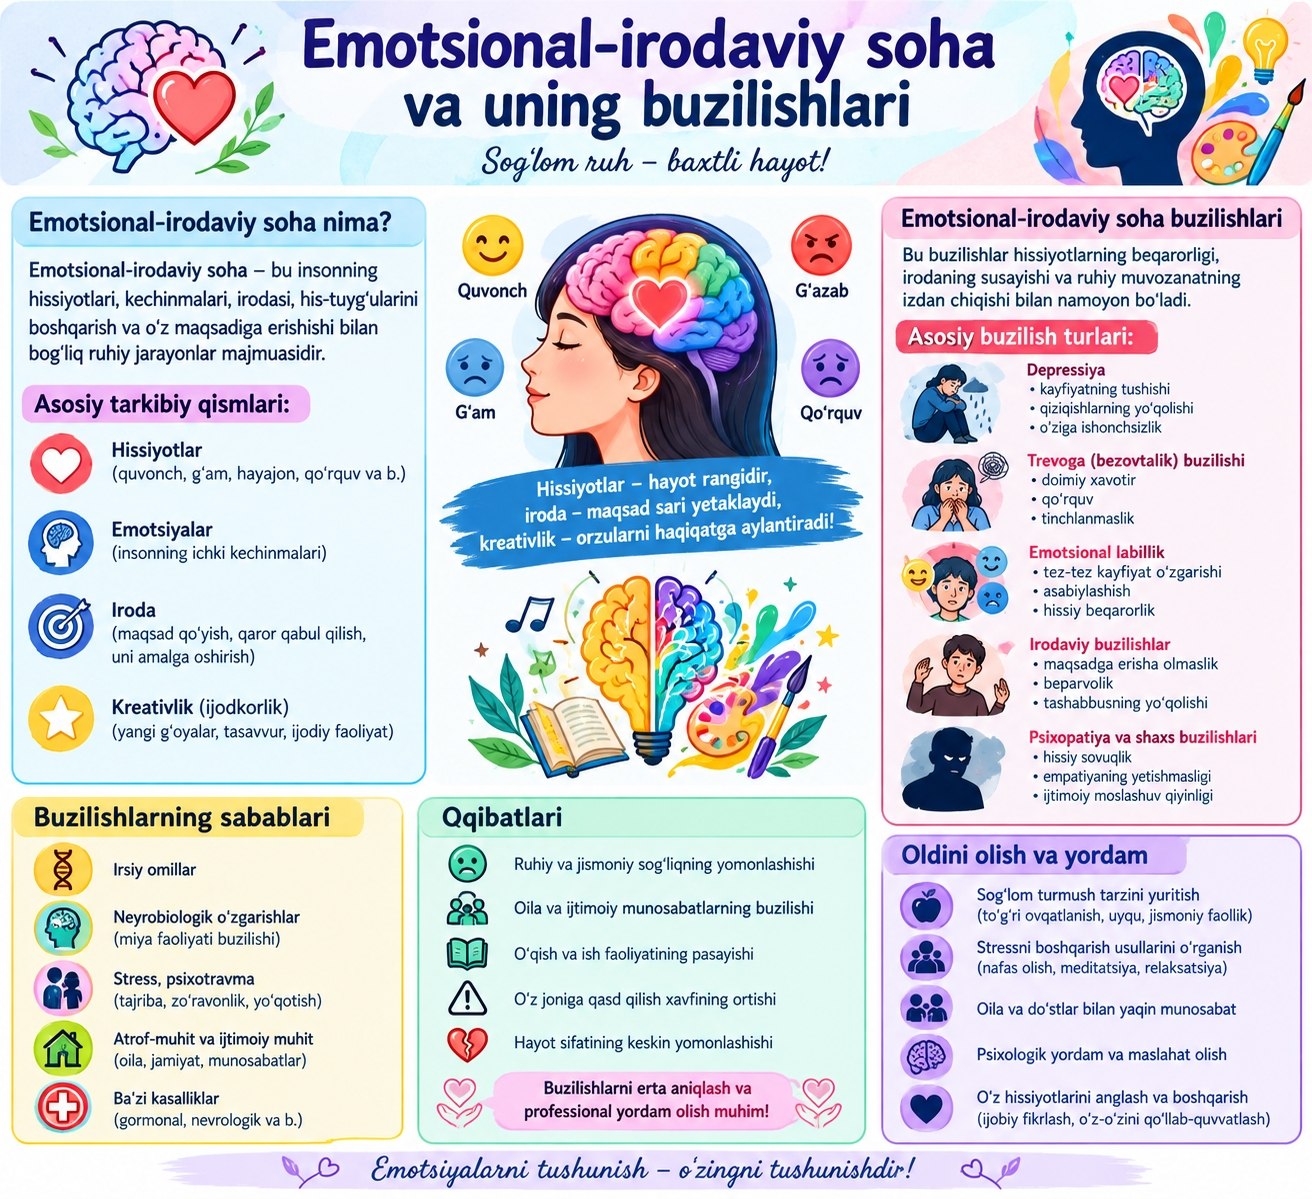 Emotsional-irodaviy soha
va uning buzilishlari
Sog‘lom ruh – baxtli hayot!
Emotsional-irodaviy soha nima?
Emotsional-irodaviy soha – bu insonning
hissiyotlari, kechinmalari, irodasi, his-tuyg‘ularini
boshqarish va o‘z maqsadiga erishishi bilan
bog‘liq ruhiy jarayonlar majmuasidir.
Asosiy tarkibiy qismlari:
Hissiyotlar
(quvonch, g‘am, hayajon, qo‘rquv va b.)
Emotsiyalar
(insonning ichki kechinmalari)
Iroda
(maqsad qo‘yish, qaror qabul qilish,
uni amalga oshirish)
Kreativlik (ijodkorlik)
(yangi g‘oyalar, tasavvur, ijodiy faoliyat)
Quvonch
G‘azab
G‘am
Qo‘rquv
Hissiyotlar – hayot rangidir,
iroda – maqsad sari yetaklaydi,
kreativlik – orzularni haqiqatga aylantiradi!
Emotsional-irodaviy soha buzilishlari
Bu buzilishlar hissiyotlarning beqarorligi,
irodaning susayishi va ruhiy muvozanatning
izdan chiqishi bilan namoyon bo‘ladi.
Asosiy buzilish turlari:
Depressiya
• kayfiyatning tushishi
• qiziqishlarning yo‘qolishi
• o‘ziga ishonchsizlik
Trevoga (bezovtalik) buzilishi
• doimiy xavotir
• qo‘rquv
• tinchlanmaslik
Emotsional labillik
• tez-tez kayfiyat o‘zgarishi
• asabiylashish
• hissiy beqarorlik
Irodaviy buzilishlar
• maqsadga erisha olmaslik
• beparvolik
• tashabbusning yo‘qolishi
Psixopatiya va shaxs buzilishlari
• hissiy sovuqlik
• empatiyaning yetishmasligi
• ijtimoiy moslashuv qiyinligi
Buzilishlarning sabablari
Irsiy omillar
Neyrobiologik o‘zgarishlar
(miya faoliyati buzilishi)
Stress, psixotravma
(tajriba, zo‘ravonlik, yo‘qotish)
Atrof-muhit va ijtimoiy muhit
(oila, jamiyat, munosabatlar)
Ba’zi kasalliklar
(gormonal, nevrologik va b.)
Qqibatlari
Ruhiy va jismoniy sog‘liqning yomonlashishi
Oila va ijtimoiy munosabatlarning buzilishi
O‘qish va ish faoliyatining pasayishi
O‘z joniga qasd qilish xavfining ortishi
Hayot sifatining keskin yomonlashishi
Buzilishlarni erta aniqlash va
professional yordam olish muhim!
Oldini olish va yordam
Sog‘lom turmush tarzini yuritish
(to‘g‘ri ovqatlanish, uyqu, jismoniy faollik)
Stressni boshqarish usullarini o‘rganish
(nafas olish, meditatsiya, relaksatsiya)
Oila va do‘stlar bilan yaqin munosabat
Psixologik yordam va maslahat olish
O‘z hissiyotlarini anglash va boshqarish
(ijobiy fikrlash, o‘z-o‘zini qo‘llab-quvvatlash)
Emotsiyalarni tushunish – o‘zingni tushunishdir!